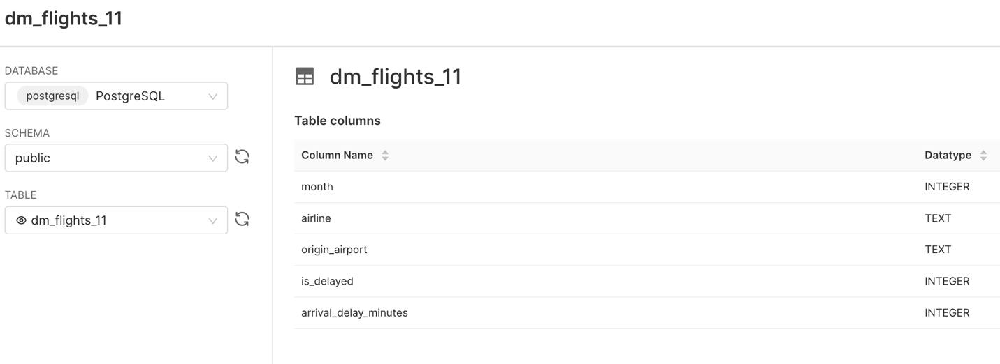 dm_flights_11
DATABASE
postgresql PostgreSQL
SCHEMA
public
TABLE
dm_flights_11
dm_flights_11
Table columns
Column Name Datatype
month INTEGER
airline TEXT
origin_airport TEXT
is_delayed INTEGER
arrival_delay_minutes INTEGER